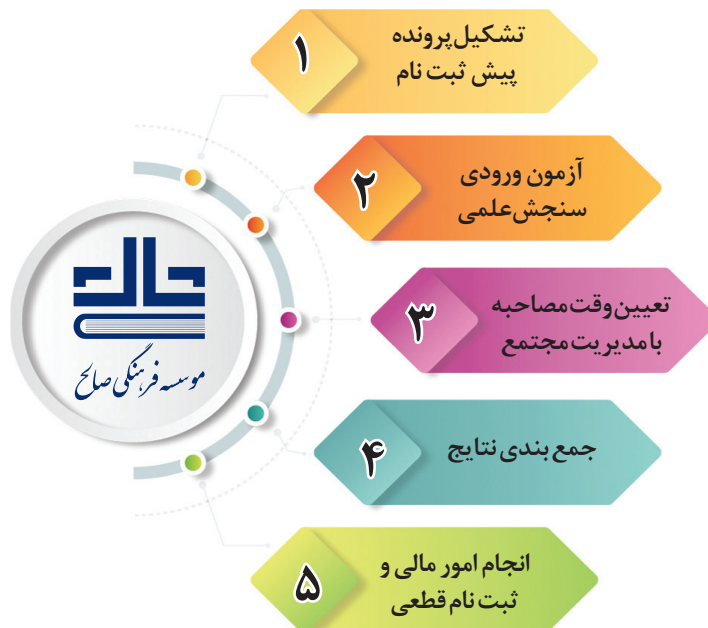 ۱
تشکیل پرونده
پیش ثبت نام
۲
آزمون ورودی
سنجش علمی
۳
تعیین وقت مصاحبه
با مدیریت مجتمع
۴
جمع بندی نتایج
۵
انجام امور مالی و
ثبت نام قطعی
صالح
موسسه فرهنگی صالح